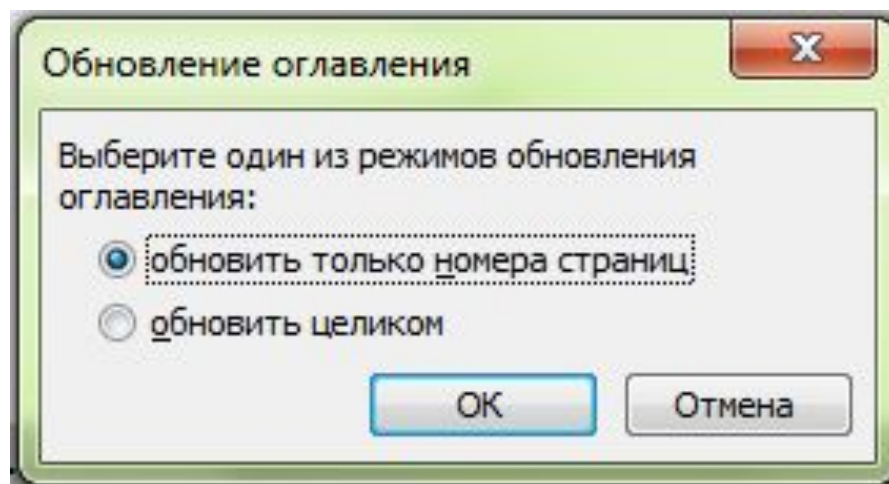 Обновление оглавления
Выберите один из режимов обновления
оглавления:
обновить только номера страниц
обновить целиком
ОК
Отмена